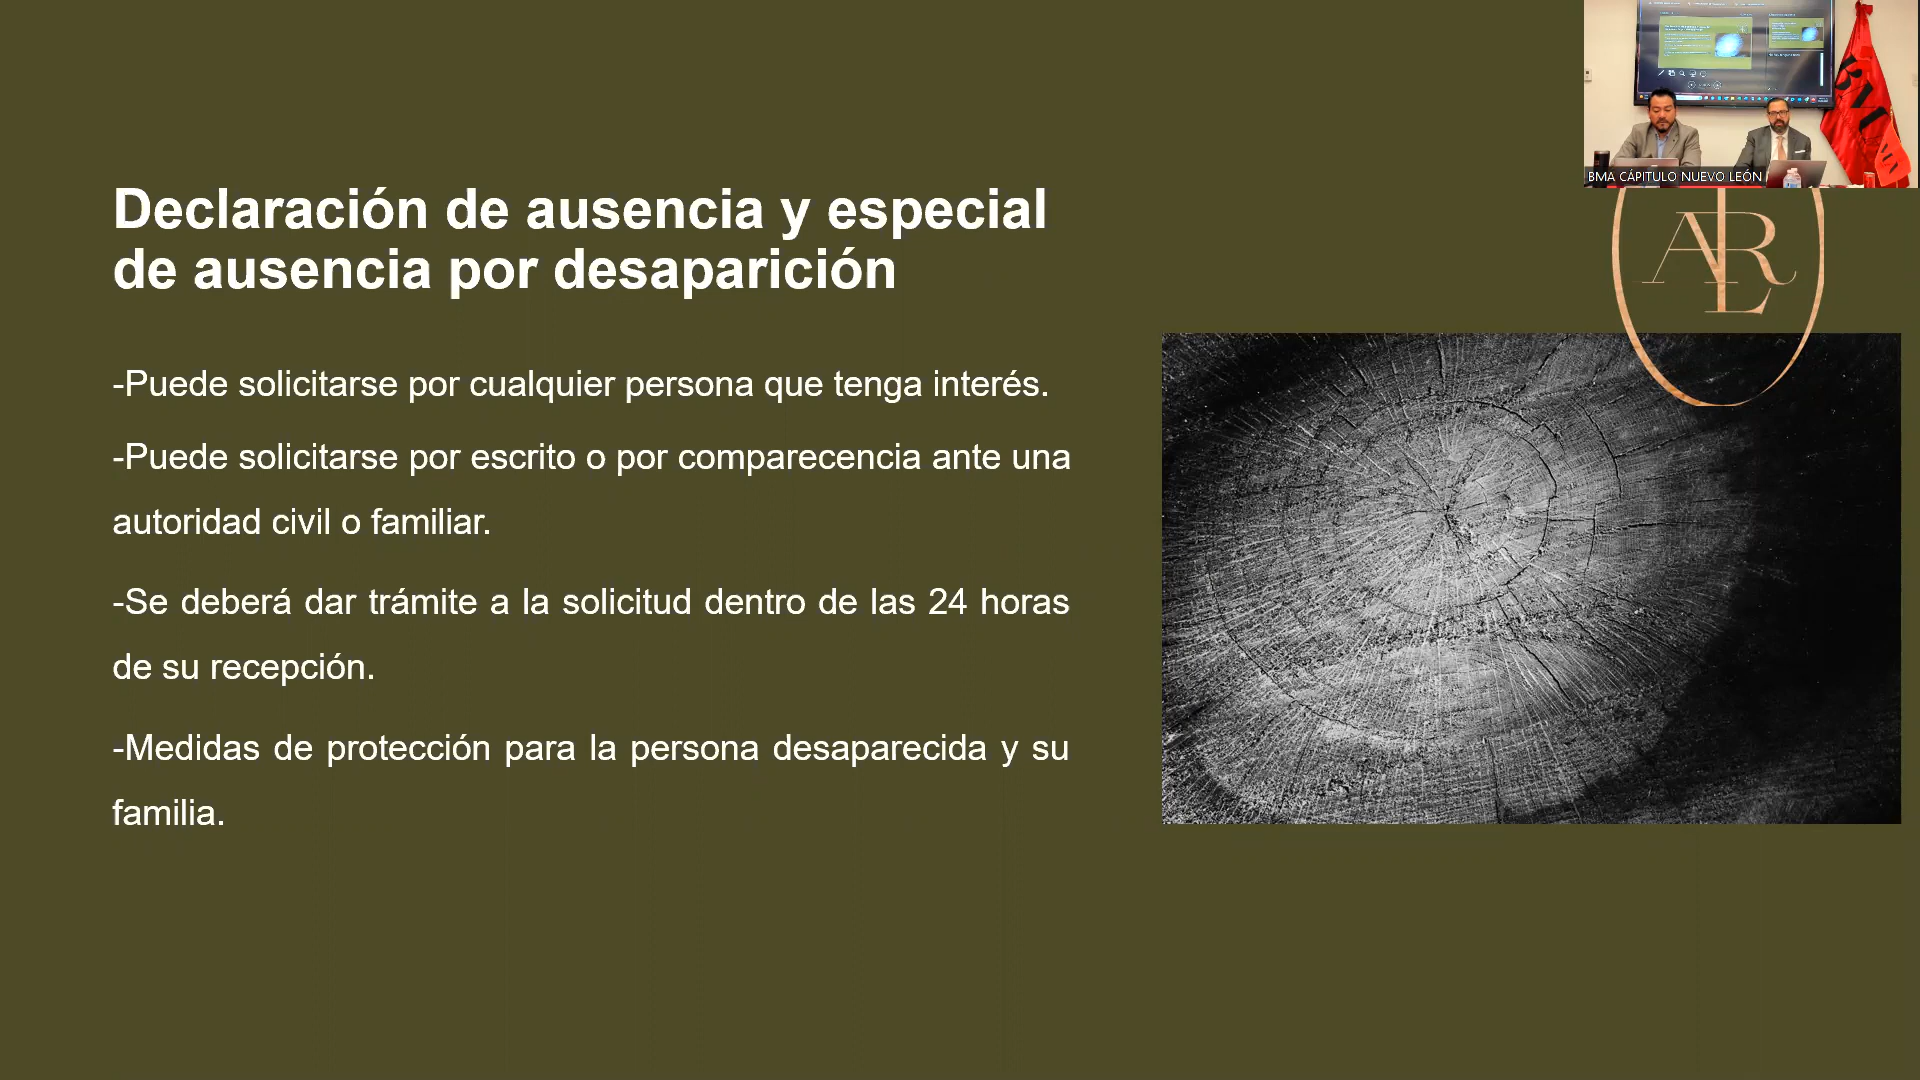 BMA CÁPITULO NUEVO LEÓN
Declaración de ausencia y especial
de ausencia por desaparición
-Puede solicitarse por cualquier persona que tenga interés.
-Puede solicitarse por escrito o por comparecencia ante una
autoridad civil o familiar.
-Se deberá dar trámite a la solicitud dentro de las 24 horas
de su recepción.
-Medidas de protección para la persona desaparecida y su
familia.